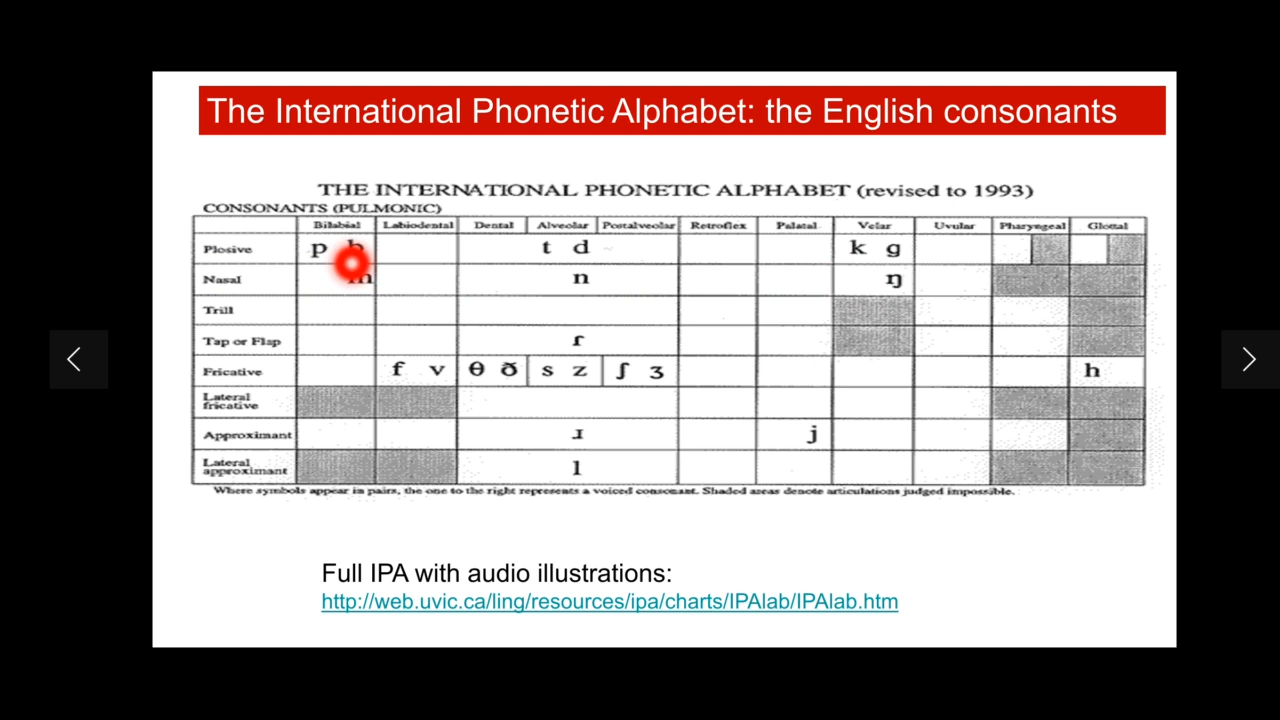 The International Phonetic Alphabet: the English consonants
THE INTERNATIONAL PHONETIC ALPHABET (revised to 1993)
CONSONANTS (PULMONIC)
Bilabial Labiodental Dental Alveolar Postalveolar Retroflex Palatal Velar Uvular Pharyngeal Glottal
Plosive p b t d k g
Nasal m n ŋ
Trill
Tap or Flap ɾ
Fricative f v θ ð s z ʃ ʒ h
Lateral
fricative
Approximant ɹ j
Lateral
approximant l
Where symbols appear in pairs, the one to the right represents a voiced consonant. Shaded areas denote articulations judged impossible.
Full IPA with audio illustrations:
http://web.uvic.ca/ling/resources/ipa/charts/IPAlab/IPAlab.htm